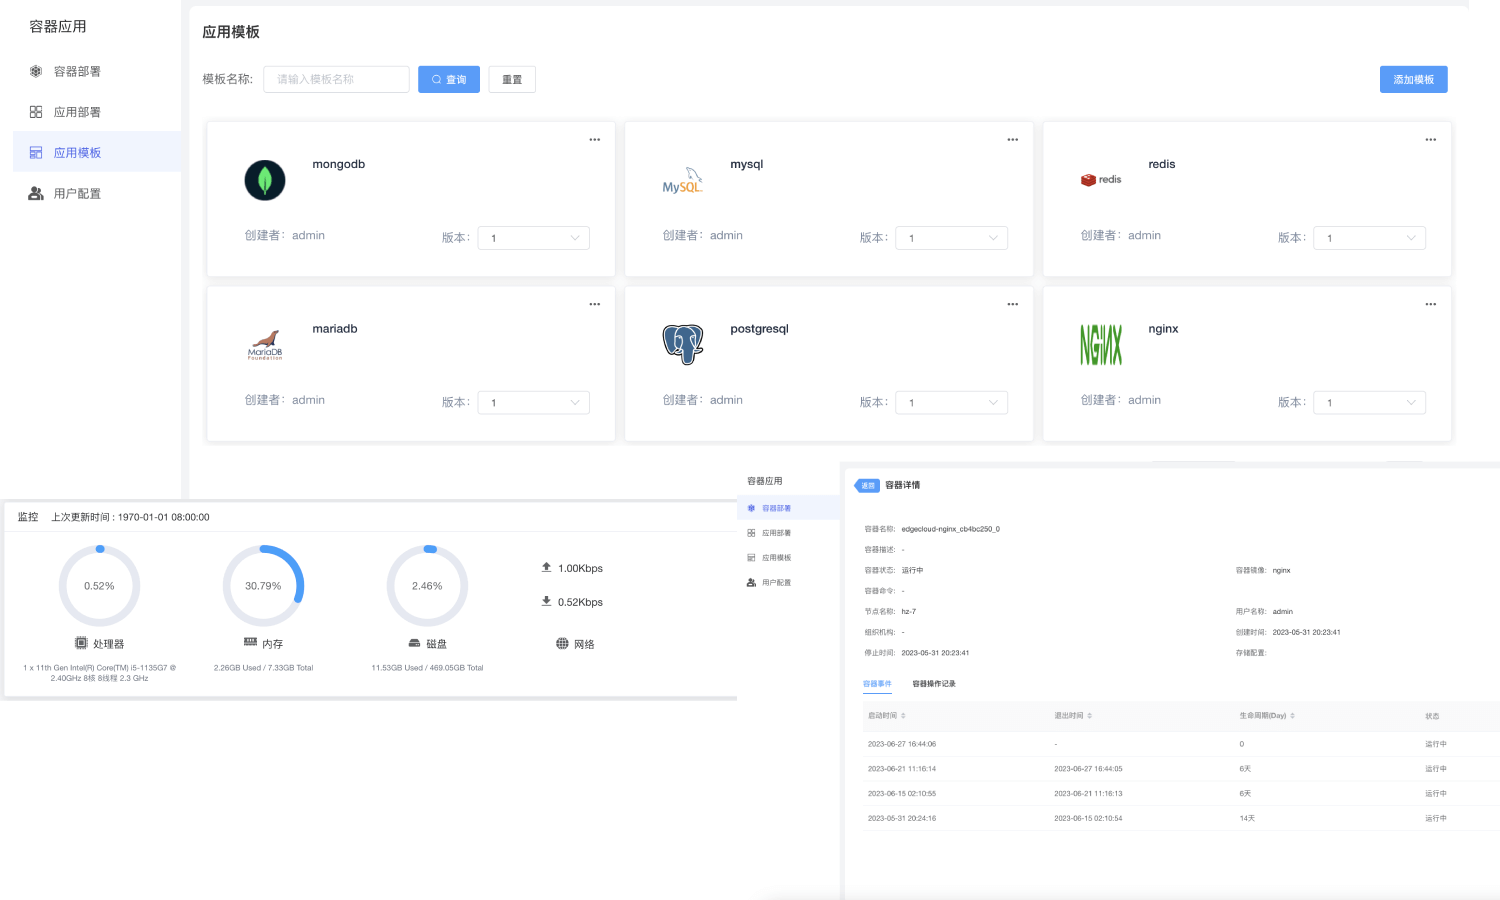 容器应用
容器部署
应用部署
应用模板
用户配置
应用模板
模板名称: 请输入模板名称 查询 重置 添加模板
mongodb
创建者: admin 版本: 1
MySQL
mysql
创建者: admin 版本: 1
redis
redis
创建者: admin 版本: 1
MariaDB
Foundation
mariadb
创建者: admin 版本: 1
postgresql
创建者: admin 版本: 1
NGINX
nginx
创建者: admin 版本: 1
监控 上次更新时间 : 1970-01-01 08:00:00
0.52%
处理器
1 x 11th Gen Intel(R) Core(TM) i5-1135G7 @
2.40GHz 8核 8线程 2.3 GHz
30.79%
内存
2.26GB Used / 7.33GB Total
2.46%
磁盘
11.53GB Used / 469.05GB Total
1.00Kbps
0.52Kbps
网络
容器应用
容器部署
应用部署
应用模板
用户配置
返回 容器详情
容器名称: edgecloud-nginx_cb4bc250_0
容器描述: -
容器状态: 运行中 容器镜像: nginx
容器命令: -
节点名称: hz-7 用户名称: admin
组织机构: - 创建时间: 2023-05-31 20:23:41
停止时间: 2023-05-31 20:23:41 存储配置:
容器事件 容器操作记录
启动时间 退出时间 生命周期(Day) 状态
2023-06-27 16:44:06 - 0 运行中
2023-06-21 11:16:14 2023-06-27 16:44:05 6天 运行中
2023-06-15 02:10:55 2023-06-21 11:16:13 6天 运行中
2023-05-31 20:24:16 2023-06-15 02:10:54 14天 运行中